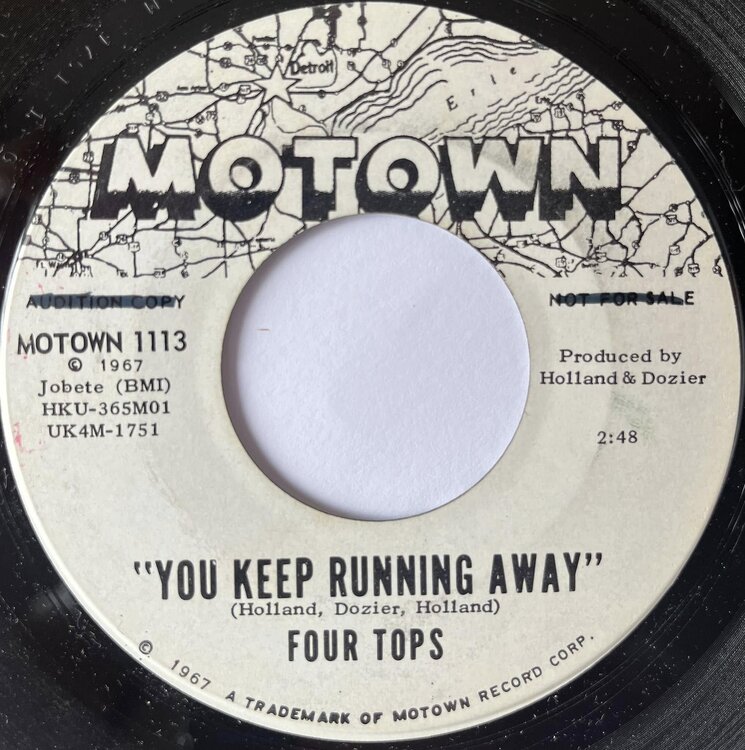 Detroit
Erie
MOTOWN
AUDITION COPY
NOT FOR SALE
MOTOWN 1113
© 1967
Jobete (BMI)
HKU-365M01
UK4M-1751
Produced by
Holland & Dozier
2:48
"YOU KEEP RUNNING AWAY"
(Holland, Dozier, Holland)
FOUR TOPS
© 1967 A TRADEMARK OF MOTOWN RECORD CORP.